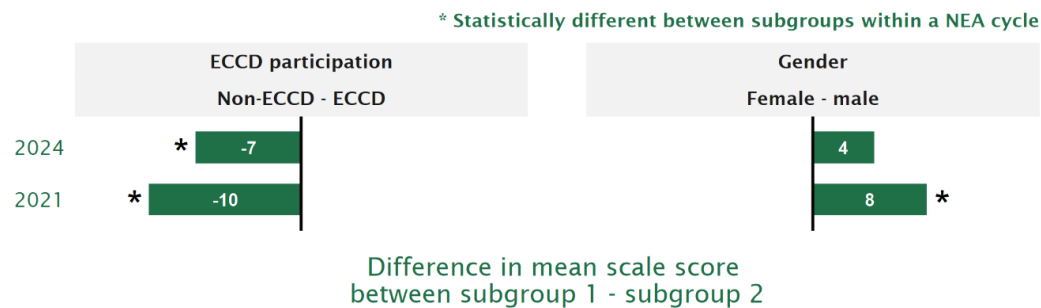 * Statistically different between subgroups within a NEA cycle
ECCD participation
Non-ECCD - ECCD
Gender
Female - male
2024
* -7
4
2021
* -10
8 *
Difference in mean scale score
between subgroup 1 - subgroup 2